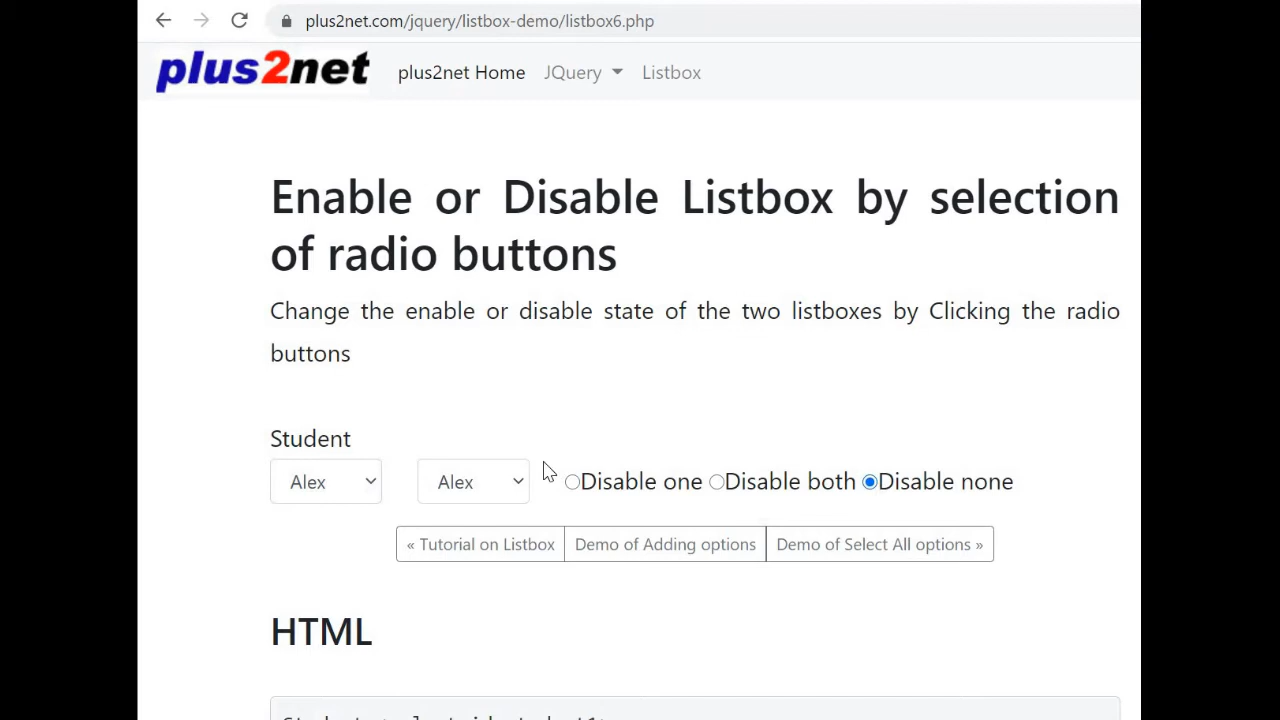 plus2net.com/jquery/listbox-demo/listbox6.php
plus2net plus2net Home JQuery Listbox
Enable or Disable Listbox by selection
of radio buttons
Change the enable or disable state of the two listboxes by Clicking the radio
buttons
Student
Alex Alex Disable one Disable both Disable none
« Tutorial on Listbox Demo of Adding options Demo of Select All options »
HTML